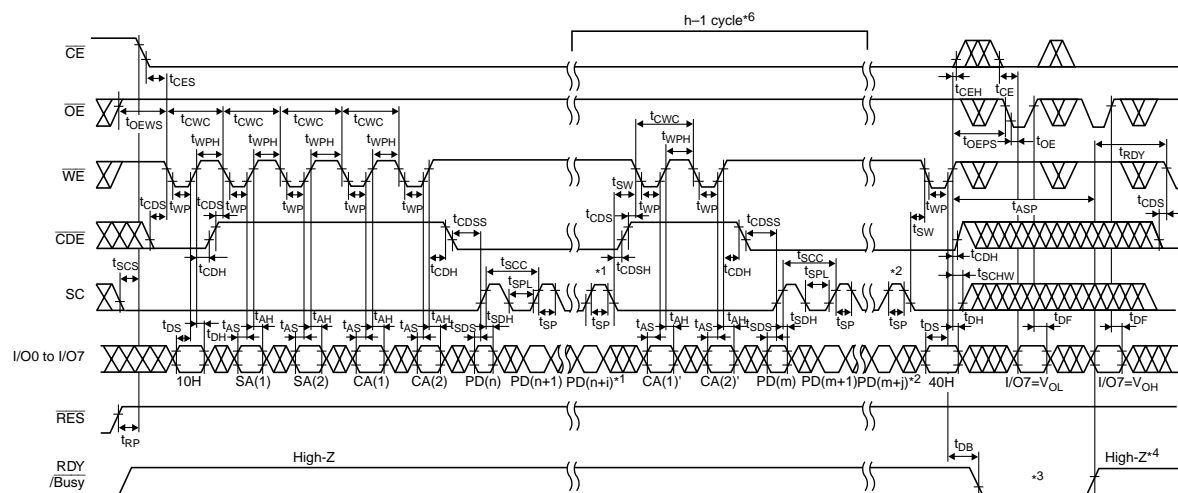 h–1 cycle*6
CE
tCES
tCEH
tCE
OE
tOEWS
tCWC
tCWC
tCWC
tCWC
tCWC
tOEPS
tOE
tWPH
tWPH
tWPH
tWPH
tWPH
tRDY
WE
tCDS
tWP
tCDS
tWP
tWP
tWP
tWP
tSW
tWP
tWP
tWP
tASP
tCDS
CDE
tCDH
tCDSS
tCDS
tCDSS
tSW
tCDH
tCDH
tCDSH
tCDH
tSCS
tSCC
tSCC
tSCHW
SC
tSPL
*1
tSPL
*2
tSP
tSP
tSP
tSP
tDS
tDH
tAS
tAH
tAS
tAH
tAS
tAH
tAS
tAH
tSDS
tSDH
tAS
tAH
tAS
tAH
tSDS
tSDH
tDS
tDH
tDF
tDF
I/O0 to I/O7
10H
SA(1)
SA(2)
CA(1)
CA(2)
PD(n)
PD(n+1)
PD(n+i)*1
CA(1)'
CA(2)'
PD(m)
PD(m+1)
PD(m+j)*2
40H
I/O7=VOL
I/O7=VOH
RES
tRP
tDB
RDY
/Busy
High-Z
*3
High-Z*4